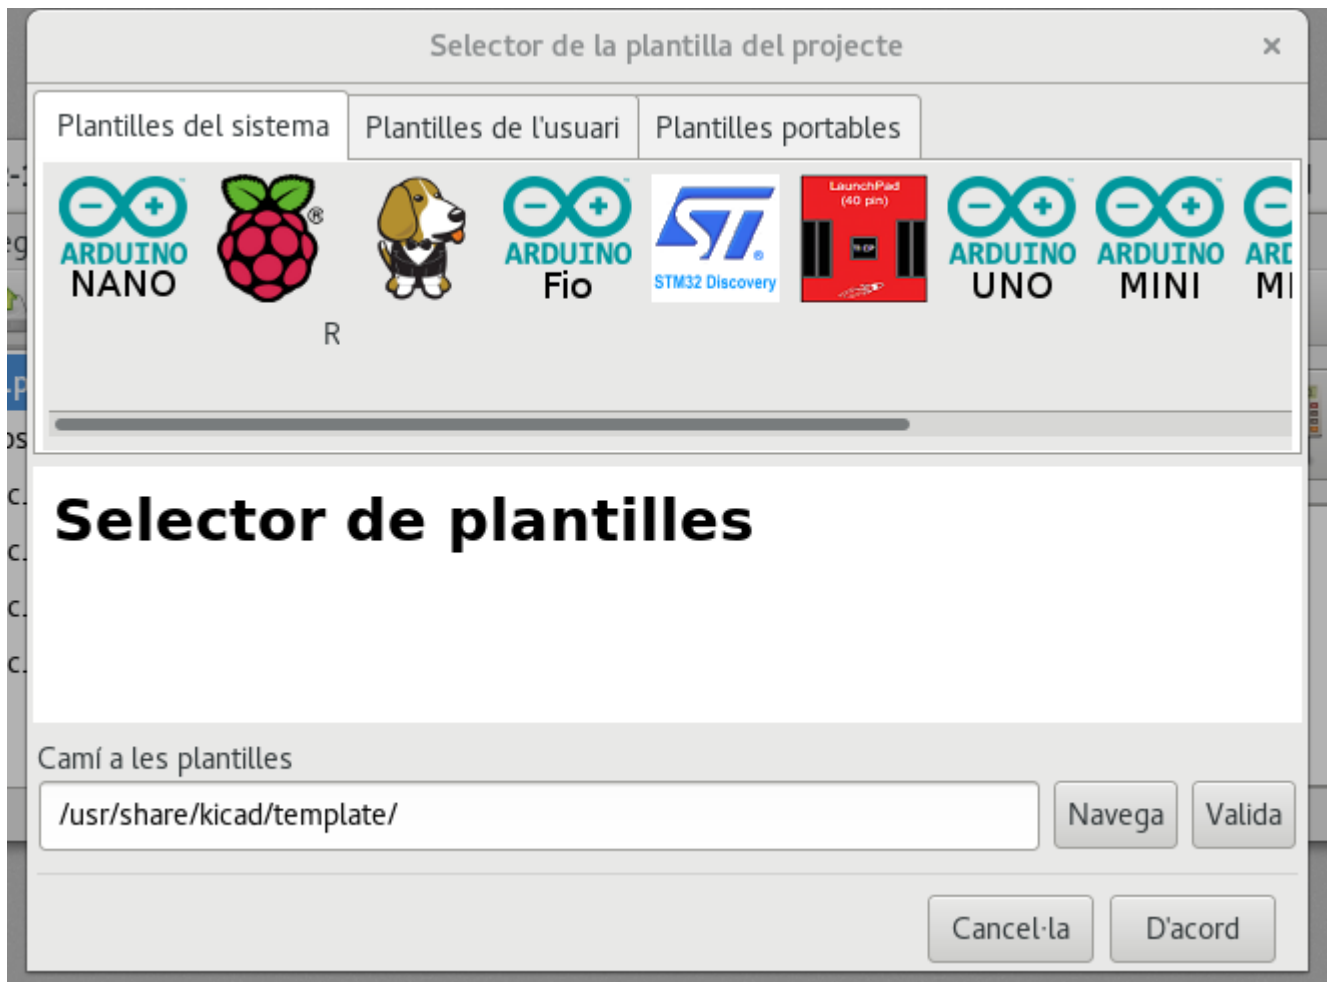 Selector de la plantilla del projecte
Plantilles del sistema
Plantilles de l'usuari
Plantilles portables
ARDUINO
NANO
ARDUINO
Fio
STM32 Discovery
LaunchPad
(40 pin)
ARDUINO
UNO
ARDUINO
MINI
R
Selector de plantilles
Camí a les plantilles
/usr/share/kicad/template/
Navega
Valida
Cancel·la
D'acord